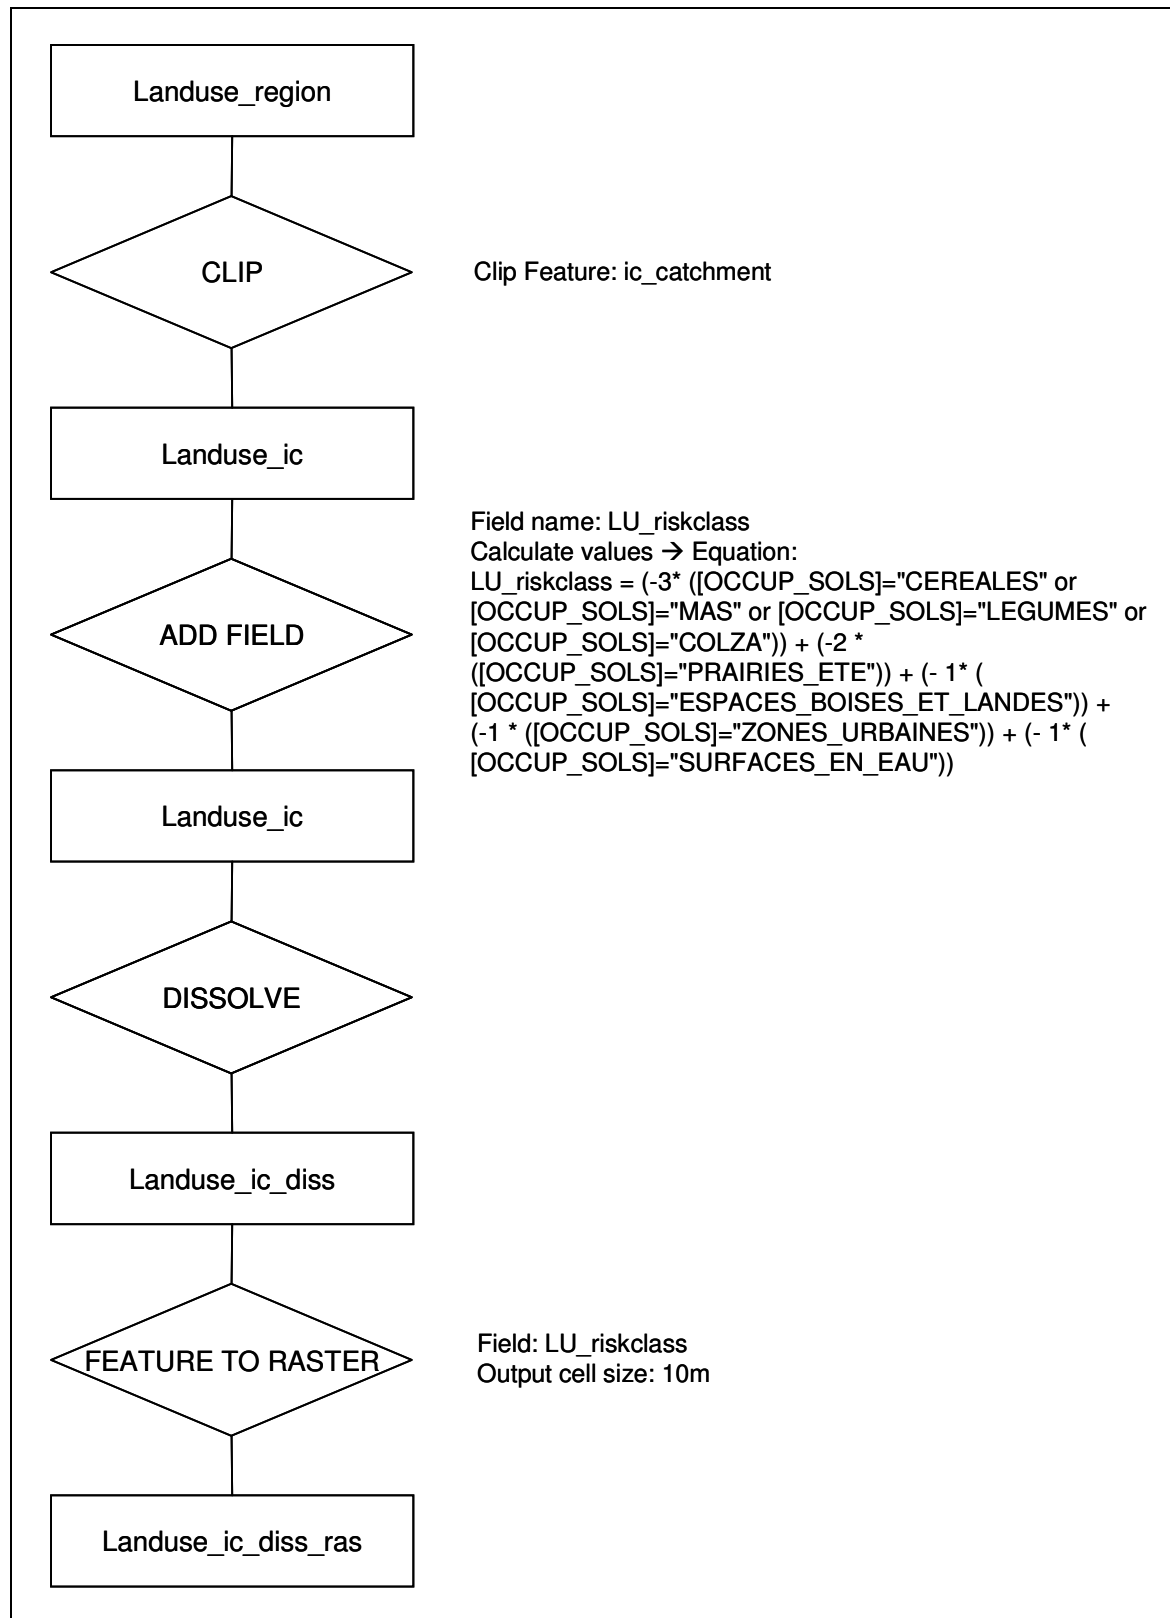 Landuse_region
CLIP
Clip Feature: ic_catchment
Landuse_ic
Field name: LU_riskclass
Calculate values → Equation:
LU_riskclass = (-3* ([OCCUP_SOLS]="CEREALES" or
[OCCUP_SOLS]="MAS" or [OCCUP_SOLS]="LEGUMES" or
[OCCUP_SOLS]="COLZA")) + (-2 *
([OCCUP_SOLS]="PRAIRIES_ETE")) + (- 1* (
[OCCUP_SOLS]="ESPACES_BOISES_ET_LANDES")) +
(-1 * ([OCCUP_SOLS]="ZONES_URBAINES")) + (- 1* (
[OCCUP_SOLS]="SURFACES_EN_EAU"))
ADD FIELD
Landuse_ic
DISSOLVE
Landuse_ic_diss
FEATURE TO RASTER
Field: LU_riskclass
Output cell size: 10m
Landuse_ic_diss_ras